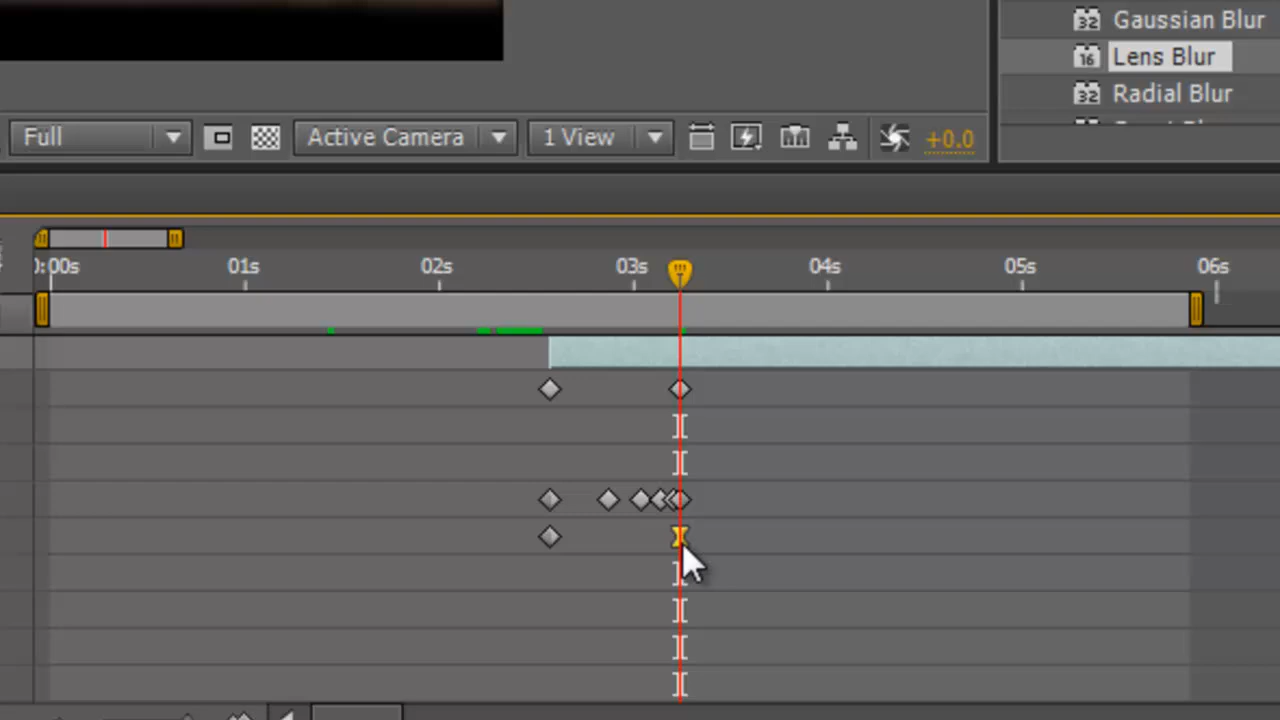 Gaussian Blur
Lens Blur
Radial Blur
Full
Active Camera
1 View
+0.0
0:00s
01s
02s
03s
04s
05s
06s